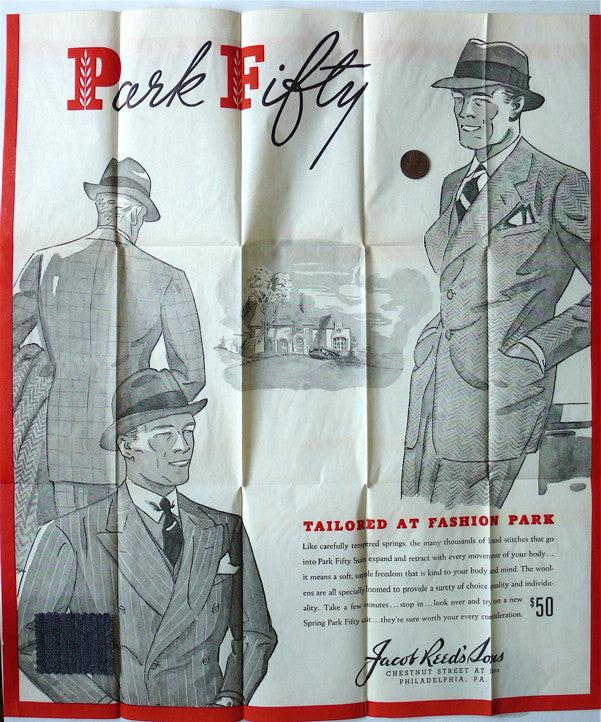 Park Fifty
TAILORED AT FASHION PARK
Like carefully tempered springs, the many thousands of hand stitches that go
into Park Fifty Suits expand and retract with every movement of your body...
it means a soft, supple freedom that is kind to your body and mind. The wool-
ens are all specially loomed to provide a surety of choice quality and individu-
ality. Take a few minutes...stop in...look over and try on a new
Spring Park Fifty suit...they're sure worth your every consideration.
$50
Jacob Reed's Sons
CHESTNUT STREET AT
PHILADELPHIA, PA